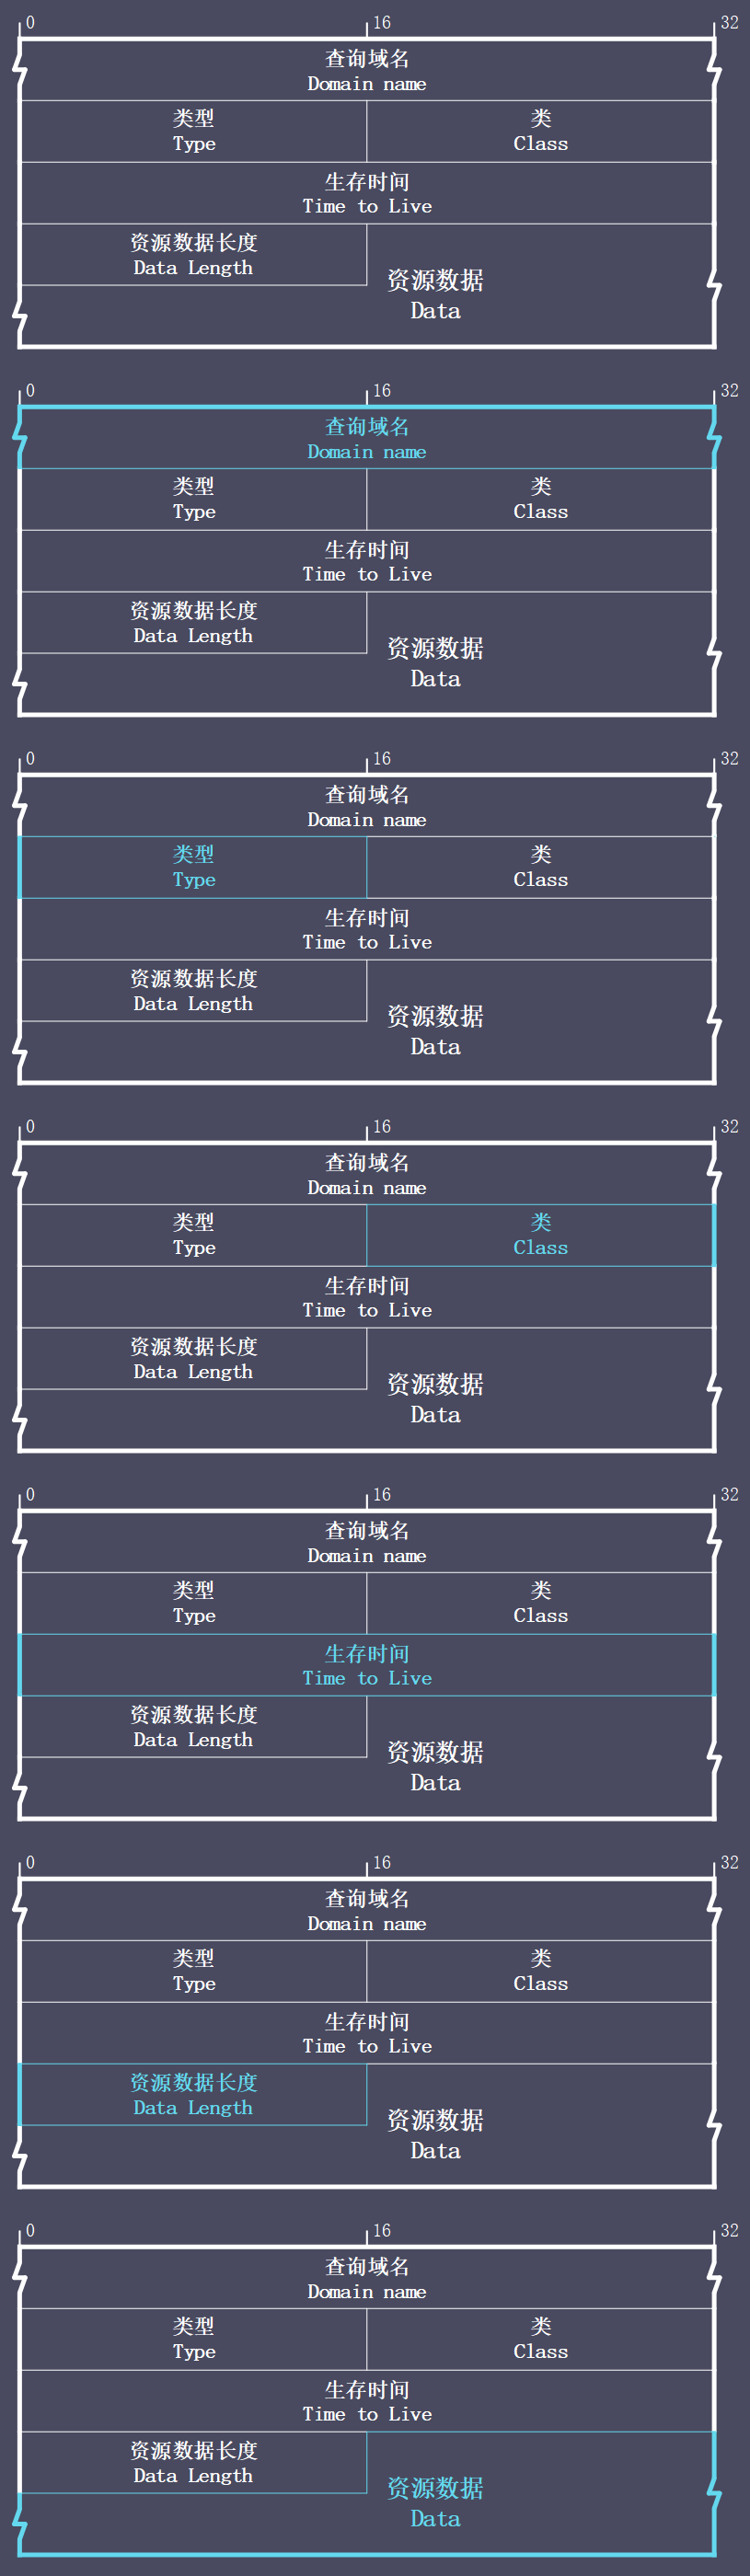 0 16 32
查询域名
Domain name
类型 类
Type Class
生存时间
Time to Live
资源数据长度
Data Length
资源数据
Data
0 16 32
查询域名
Domain name
类型 类
Type Class
生存时间
Time to Live
资源数据长度
Data Length
资源数据
Data
0 16 32
查询域名
Domain name
类型 类
Type Class
生存时间
Time to Live
资源数据长度
Data Length
资源数据
Data
0 16 32
查询域名
Domain name
类型 类
Type Class
生存时间
Time to Live
资源数据长度
Data Length
资源数据
Data
0 16 32
查询域名
Domain name
类型 类
Type Class
生存时间
Time to Live
资源数据长度
Data Length
资源数据
Data
0 16 32
查询域名
Domain name
类型 类
Type Class
生存时间
Time to Live
资源数据长度
Data Length
资源数据
Data
0 16 32
查询域名
Domain name
类型 类
Type Class
生存时间
Time to Live
资源数据长度
Data Length
资源数据
Data